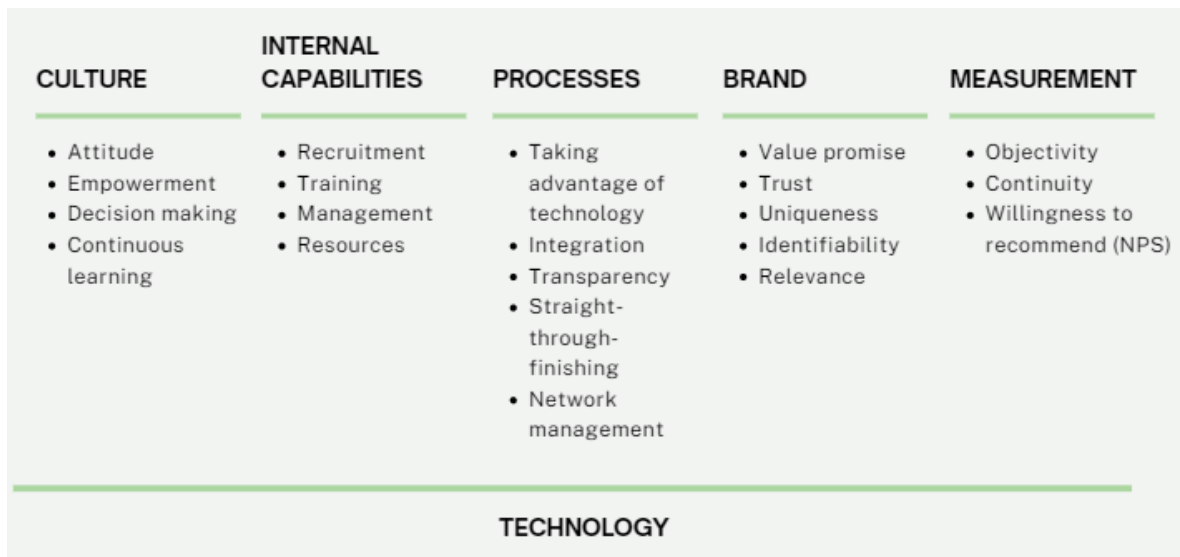 CULTURE
• Attitude
• Empowerment
• Decision making
• Continuous
learning
INTERNAL
CAPABILITIES
• Recruitment
• Training
• Management
• Resources
PROCESSES
• Taking
advantage of
technology
• Integration
• Transparency
• Straight-
through-
finishing
• Network
management
BRAND
• Value promise
• Trust
• Uniqueness
• Identifiability
• Relevance
MEASUREMENT
• Objectivity
• Continuity
• Willingness to
recommend (NPS)
TECHNOLOGY